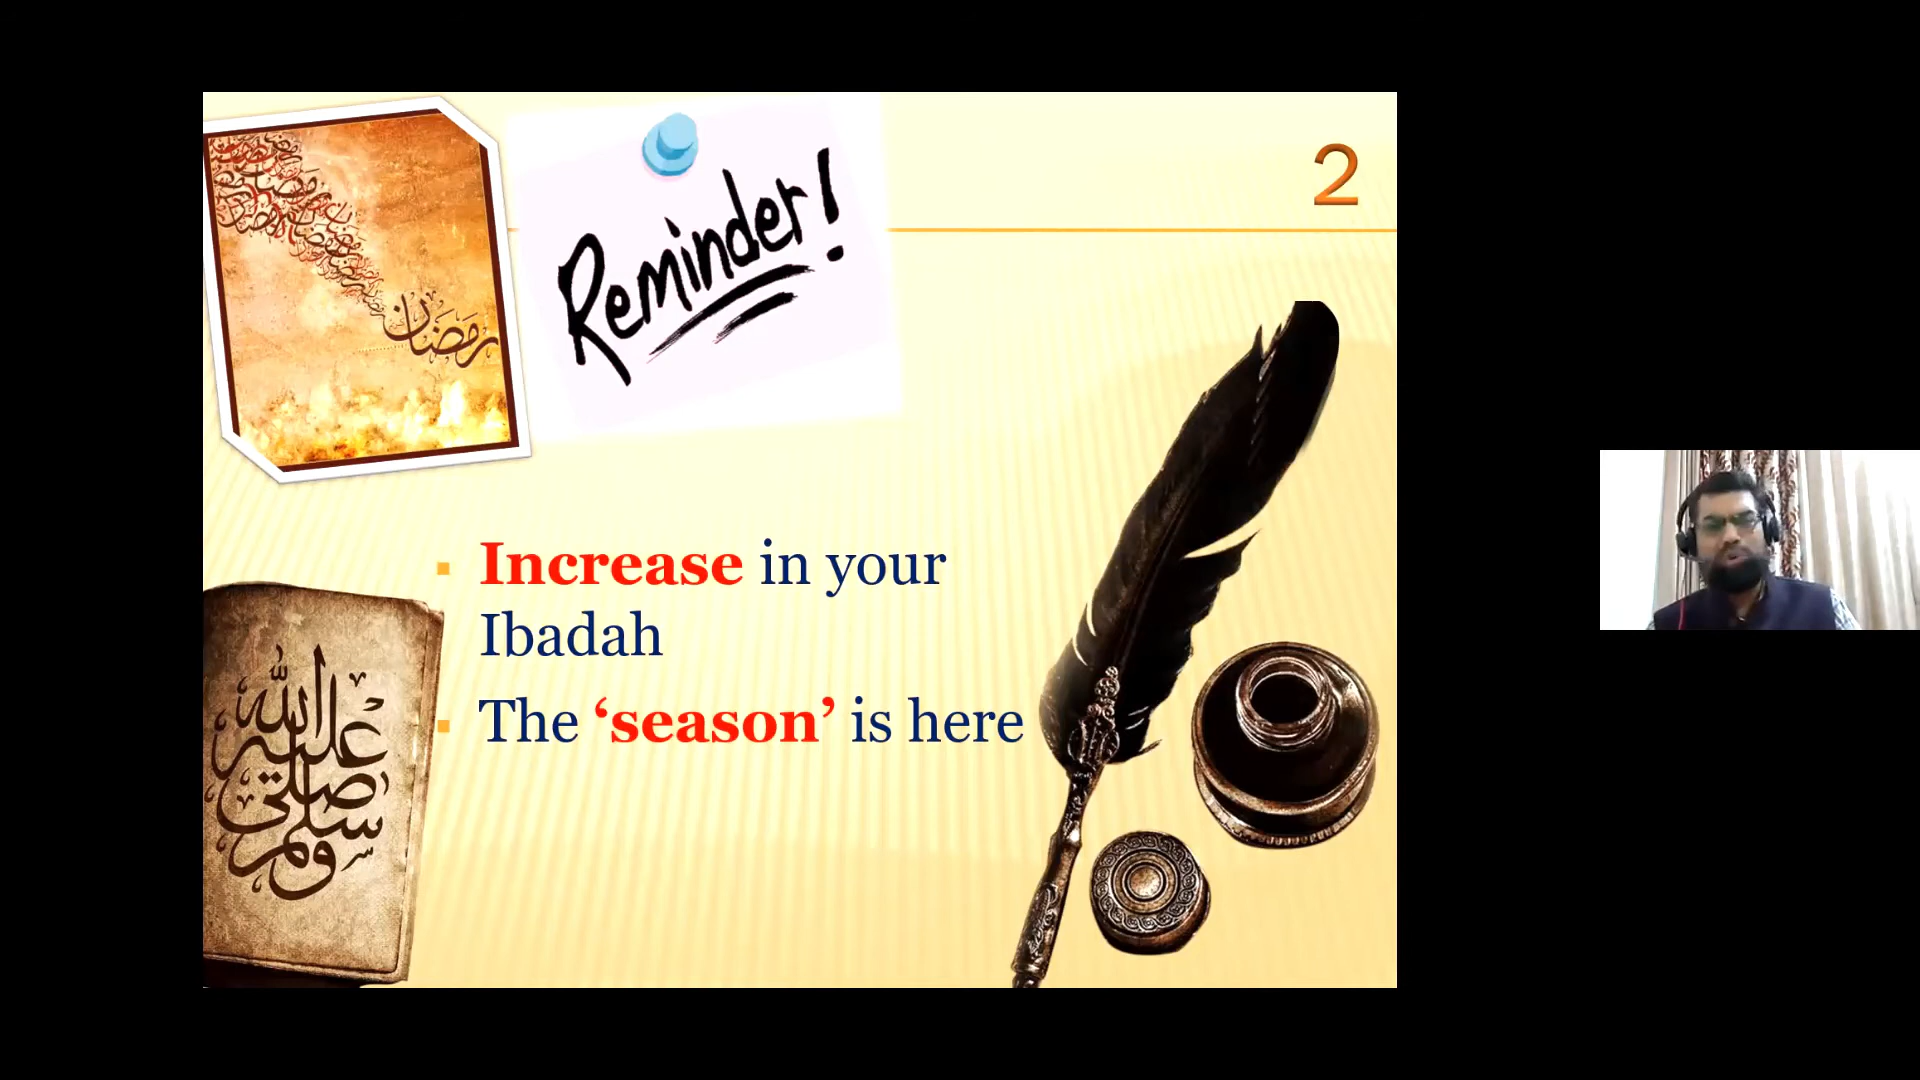 رمضان
Reminder!
2
Increase in your
Ibadah
The ‘season’ is here
الله
عليه
صلى
وسلم